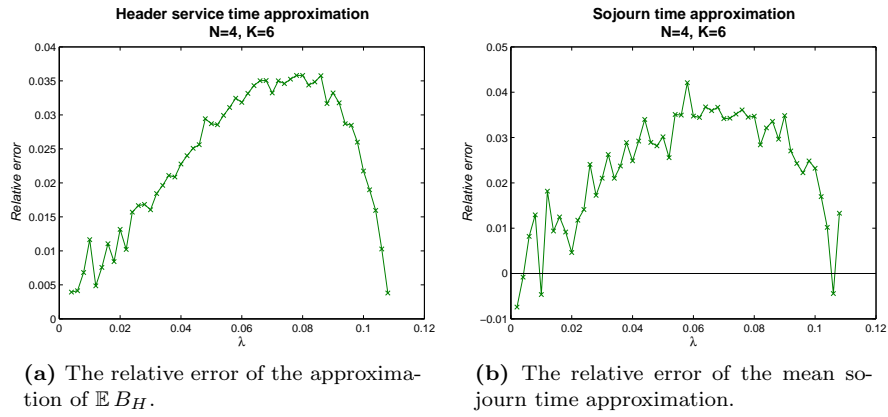 Header service time approximation
N=4, K=6
Relative error
0.04
0.035
0.03
0.025
0.02
0.015
0.01
0.005
0
0 0.02 0.04 0.06 0.08 0.1 0.12
λ
(a) The relative error of the approxima-
tion of 𝔼 B_H.
Sojourn time approximation
N=4, K=6
Relative error
0.05
0.04
0.03
0.02
0.01
0
−0.01
0 0.02 0.04 0.06 0.08 0.1 0.12
λ
(b) The relative error of the mean so-
journ time approximation.